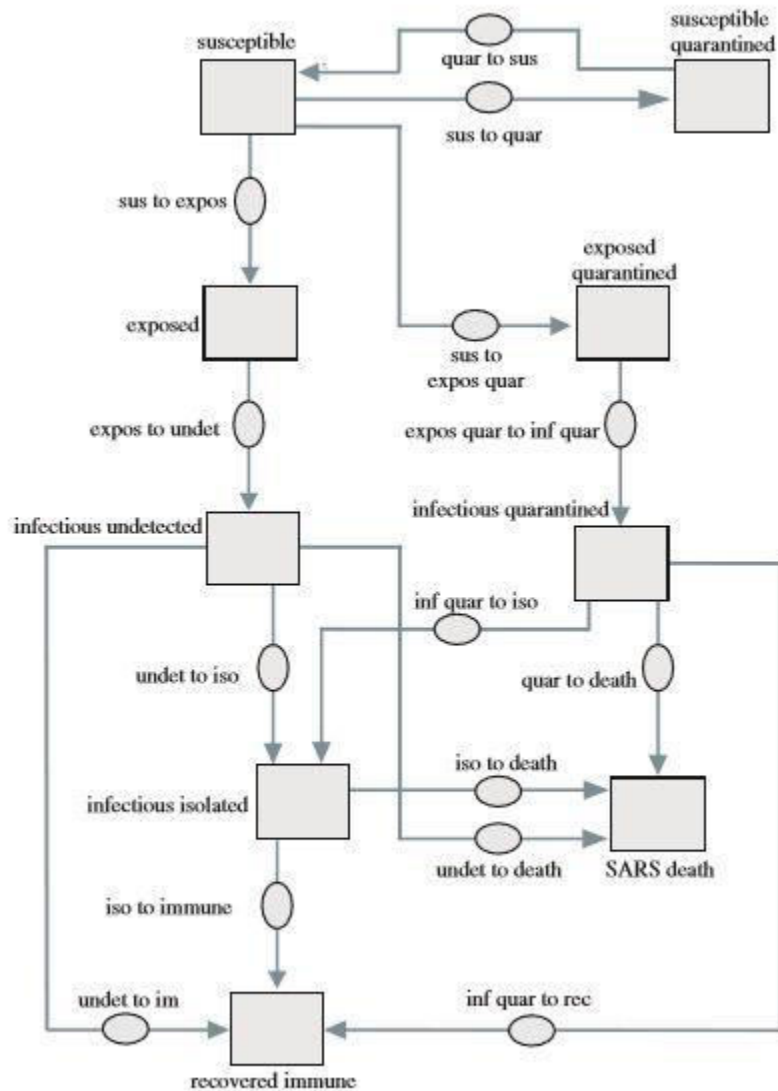 susceptible
susceptible
quarantined
quar to sus
sus to quar
sus to expos
exposed
quarantined
exposed
sus to
expos quar
expos to undet
expos quar to inf quar
infectious undetected
infectious quarantined
inf quar to iso
undet to iso
quar to death
iso to death
infectious isolated
undet to death
SARS death
iso to immune
undet to im
inf quar to rec
recovered immune